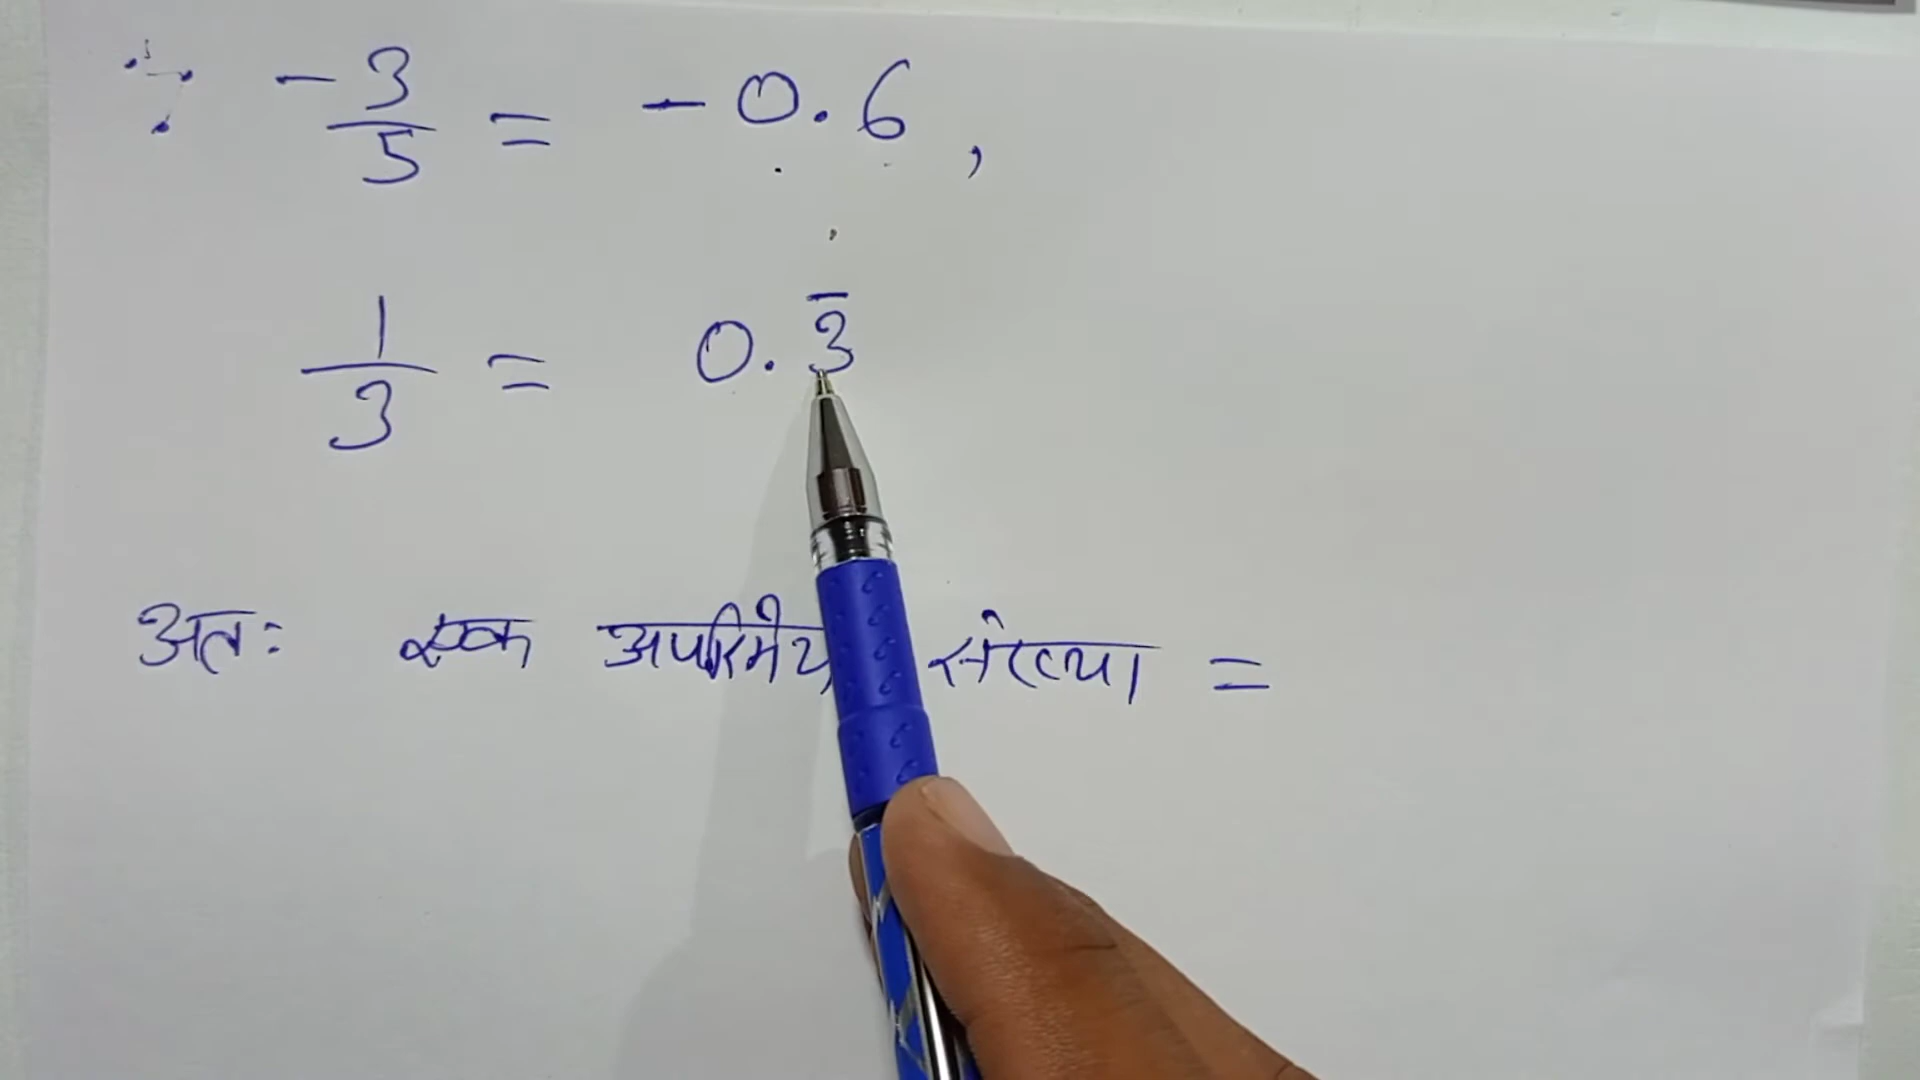 ∵ -3/5 = -0.6,
1/3 = 0.3̅
अतः एक अपरिमेय संख्या =